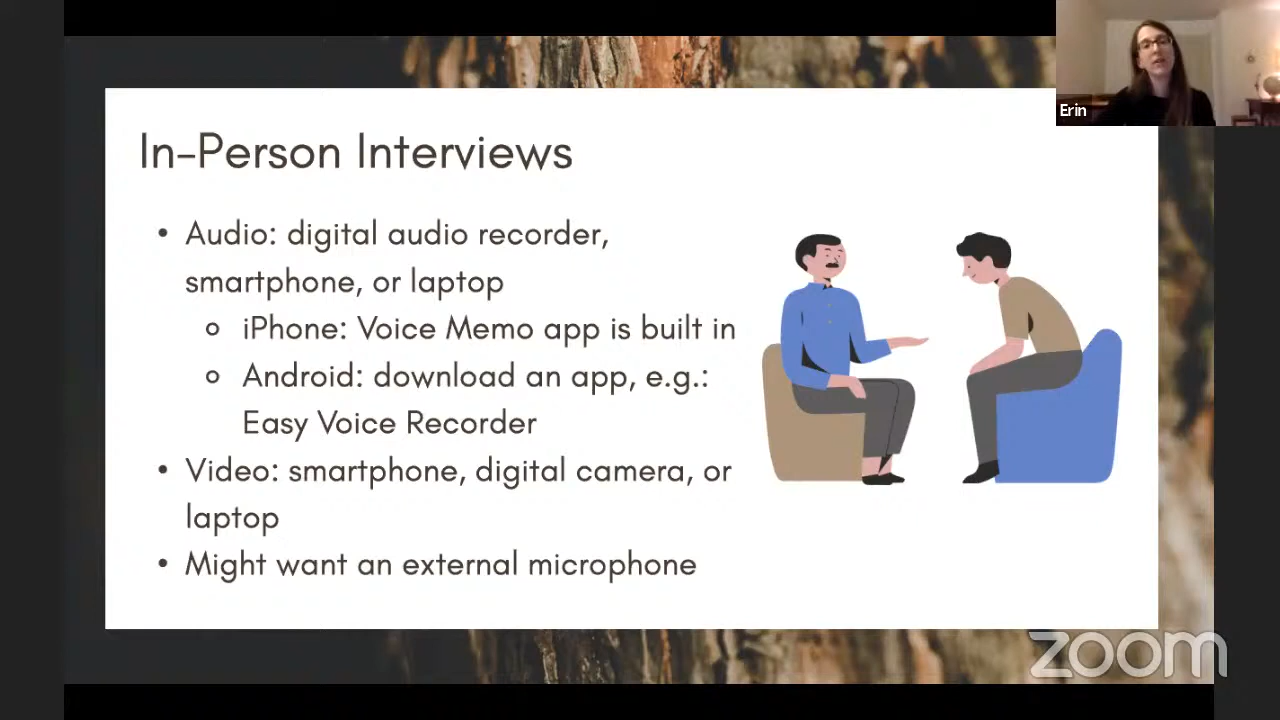 Erin
In-Person Interviews
• Audio: digital audio recorder,
smartphone, or laptop
○ iPhone: Voice Memo app is built in
○ Android: download an app, e.g.:
Easy Voice Recorder
• Video: smartphone, digital camera, or
laptop
• Might want an external microphone
zoom